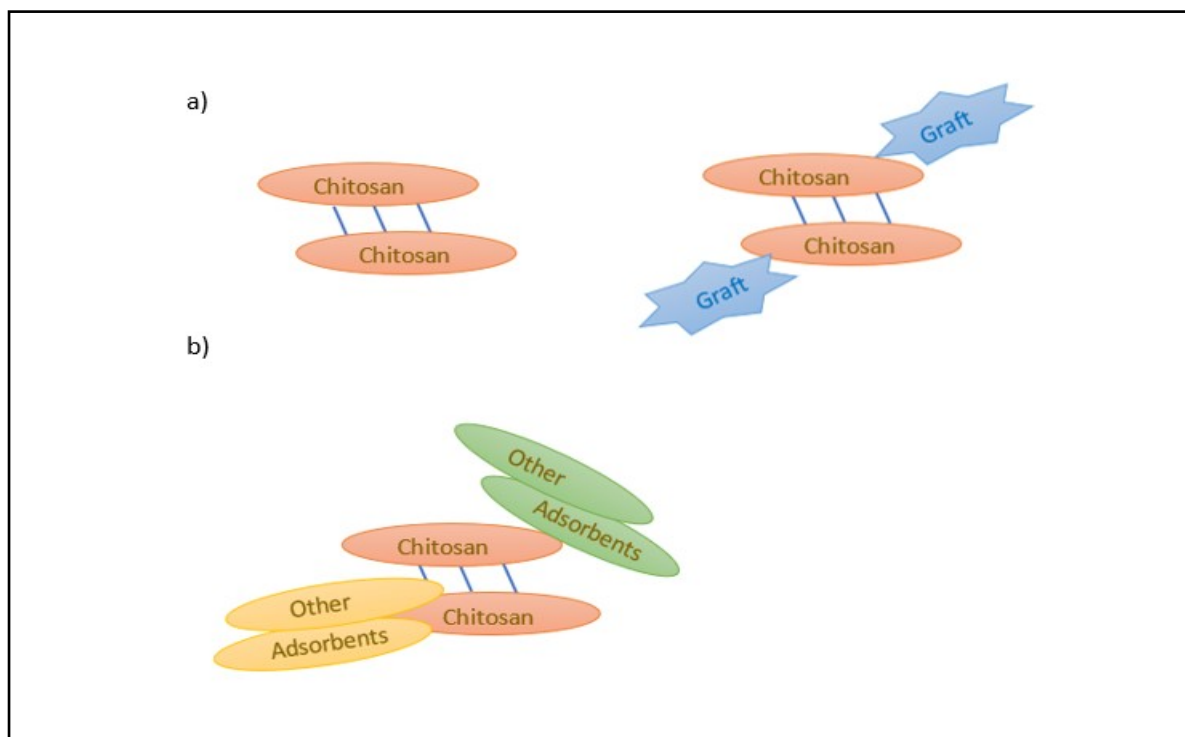 a)
Graft
Chitosan
Chitosan
Chitosan
Chitosan
Graft
b)
Other
Adsorbents
Chitosan
Other
Chitosan
Adsorbents